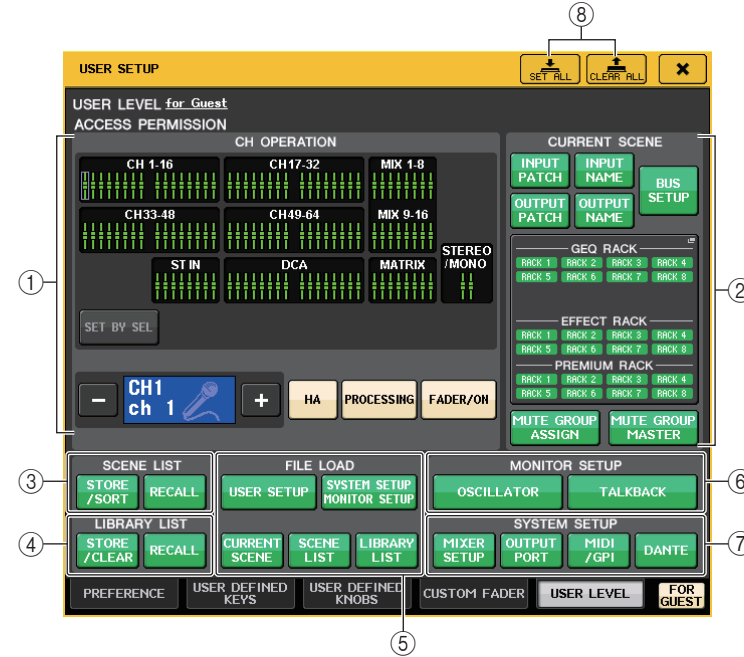 ⑧
USER SETUP
SET ALL
CLEAR ALL
USER LEVEL for Guest
ACCESS PERMISSION
CH OPERATION
CH 1-16
CH17-32
MIX 1-8
CH33-48
CH49-64
MIX 9-16
ST IN
DCA
MATRIX
STEREO
/MONO
SET BY SEL
①
CH1
ch 1
HA
PROCESSING
FADER/ON
CURRENT SCENE
INPUT
PATCH
INPUT
NAME
BUS
SETUP
OUTPUT
PATCH
OUTPUT
NAME
GEQ RACK
RACK 1 RACK 2 RACK 3 RACK 4
RACK 5 RACK 6 RACK 7 RACK 8
EFFECT RACK
RACK 1 RACK 2 RACK 3 RACK 4
RACK 5 RACK 6 RACK 7 RACK 8
PREMIUM RACK
RACK 1 RACK 2 RACK 3 RACK 4
RACK 5 RACK 6 RACK 7 RACK 8
MUTE GROUP
ASSIGN
MUTE GROUP
MASTER
②
③
SCENE LIST
STORE
/SORT
RECALL
④
LIBRARY LIST
STORE
/CLEAR
RECALL
FILE LOAD
USER SETUP
SYSTEM SETUP
MONITOR SETUP
CURRENT
SCENE
SCENE
LIST
LIBRARY
LIST
⑤
MONITOR SETUP
OSCILLATOR
TALKBACK
⑥
SYSTEM SETUP
MIXER
SETUP
OUTPUT
PORT
MIDI
/GPI
DANTE
⑦
PREFERENCE
USER DEFINED
KEYS
USER DEFINED
KNOBS
CUSTOM FADER
USER LEVEL
FOR
GUEST